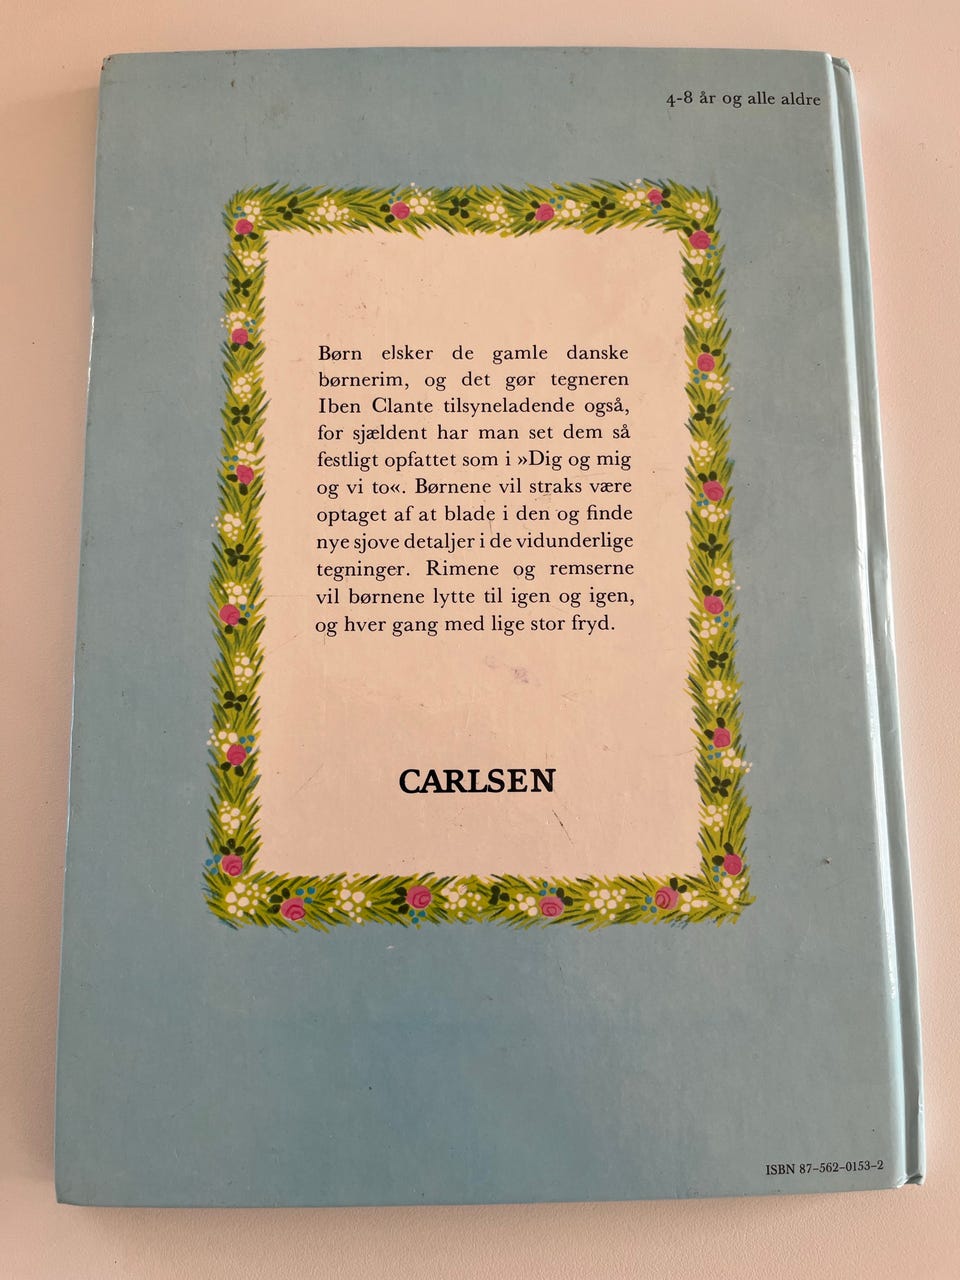 4-8 år og alle aldre
Børn elsker de gamle danske
børnerim, og det gør tegneren
Iben Clante tilsyneladende også,
for sjældent har man set dem så
festligt opfattet som i »Dig og mig
og vi to«. Børnene vil straks være
optaget af at blade i den og finde
nye sjove detaljer i de vidunderlige
tegninger. Rimene og remserne
vil børnene lytte til igen og igen,
og hver gang med lige stor fryd.
CARLSEN
ISBN 87-562-0153-2